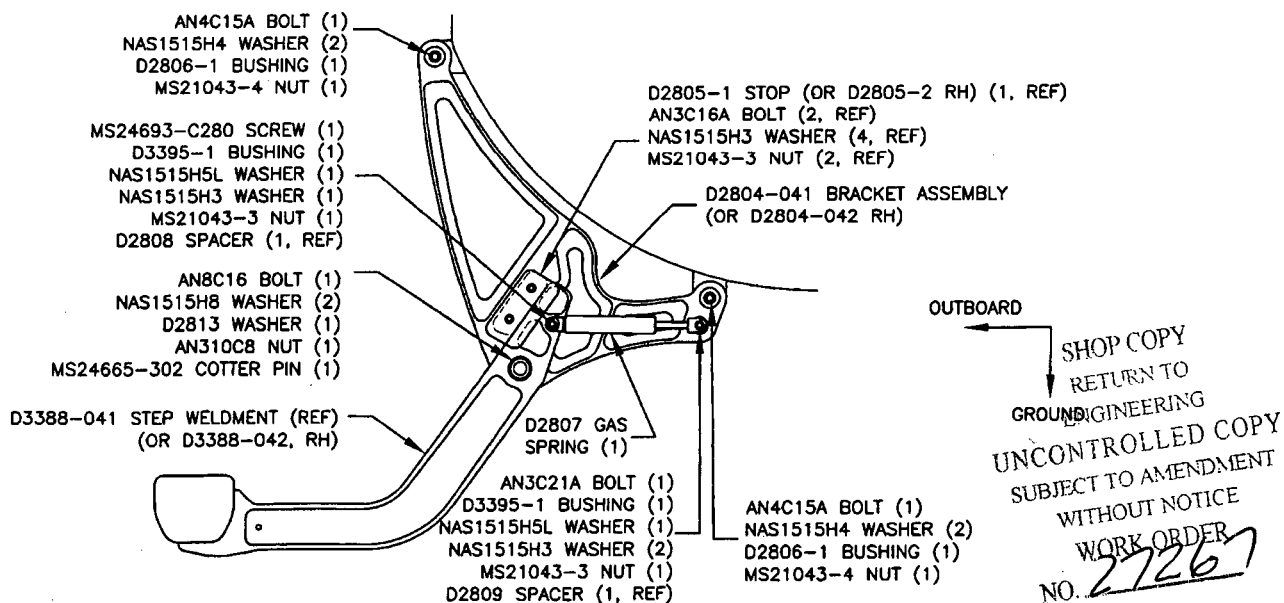 AN4C15A BOLT (1)
NAS1515H4 WASHER (2)
D2806-1 BUSHING (1)
MS21043-4 NUT (1)
MS24693-C280 SCREW (1)
D3395-1 BUSHING (1)
NAS1515H5L WASHER (1)
NAS1515H3 WASHER (1)
MS21043-3 NUT (1)
D2808 SPACER (1, REF)
AN8C16 BOLT (1)
NAS1515H8 WASHER (2)
D2813 WASHER (1)
AN310C8 NUT (1)
MS24665-302 COTTER PIN (1)
D3388-041 STEP WELDMENT (REF)
(OR D3388-042, RH)
D2805-1 STOP (OR D2805-2 RH) (1, REF)
AN3C16A BOLT (2, REF)
NAS1515H3 WASHER (4, REF)
MS21043-3 NUT (2, REF)
D2804-041 BRACKET ASSEMBLY
(OR D2804-042 RH)
D2807 GAS
SPRING (1)
AN3C21A BOLT (1)
D3395-1 BUSHING (1)
NAS1515H5L WASHER (1)
NAS1515H3 WASHER (2)
MS21043-3 NUT (1)
D2809 SPACER (1, REF)
AN4C15A BOLT (1)
NAS1515H4 WASHER (2)
D2806-1 BUSHING (1)
MS21043-4 NUT (1)
OUTBOARD
GROUND
SHOP COPY
RETURN TO
ENGINEERING
UNCONTROLLED COPY
SUBJECT TO AMENDMENT
WITHOUT NOTICE
WORK ORDER
NO. 27267